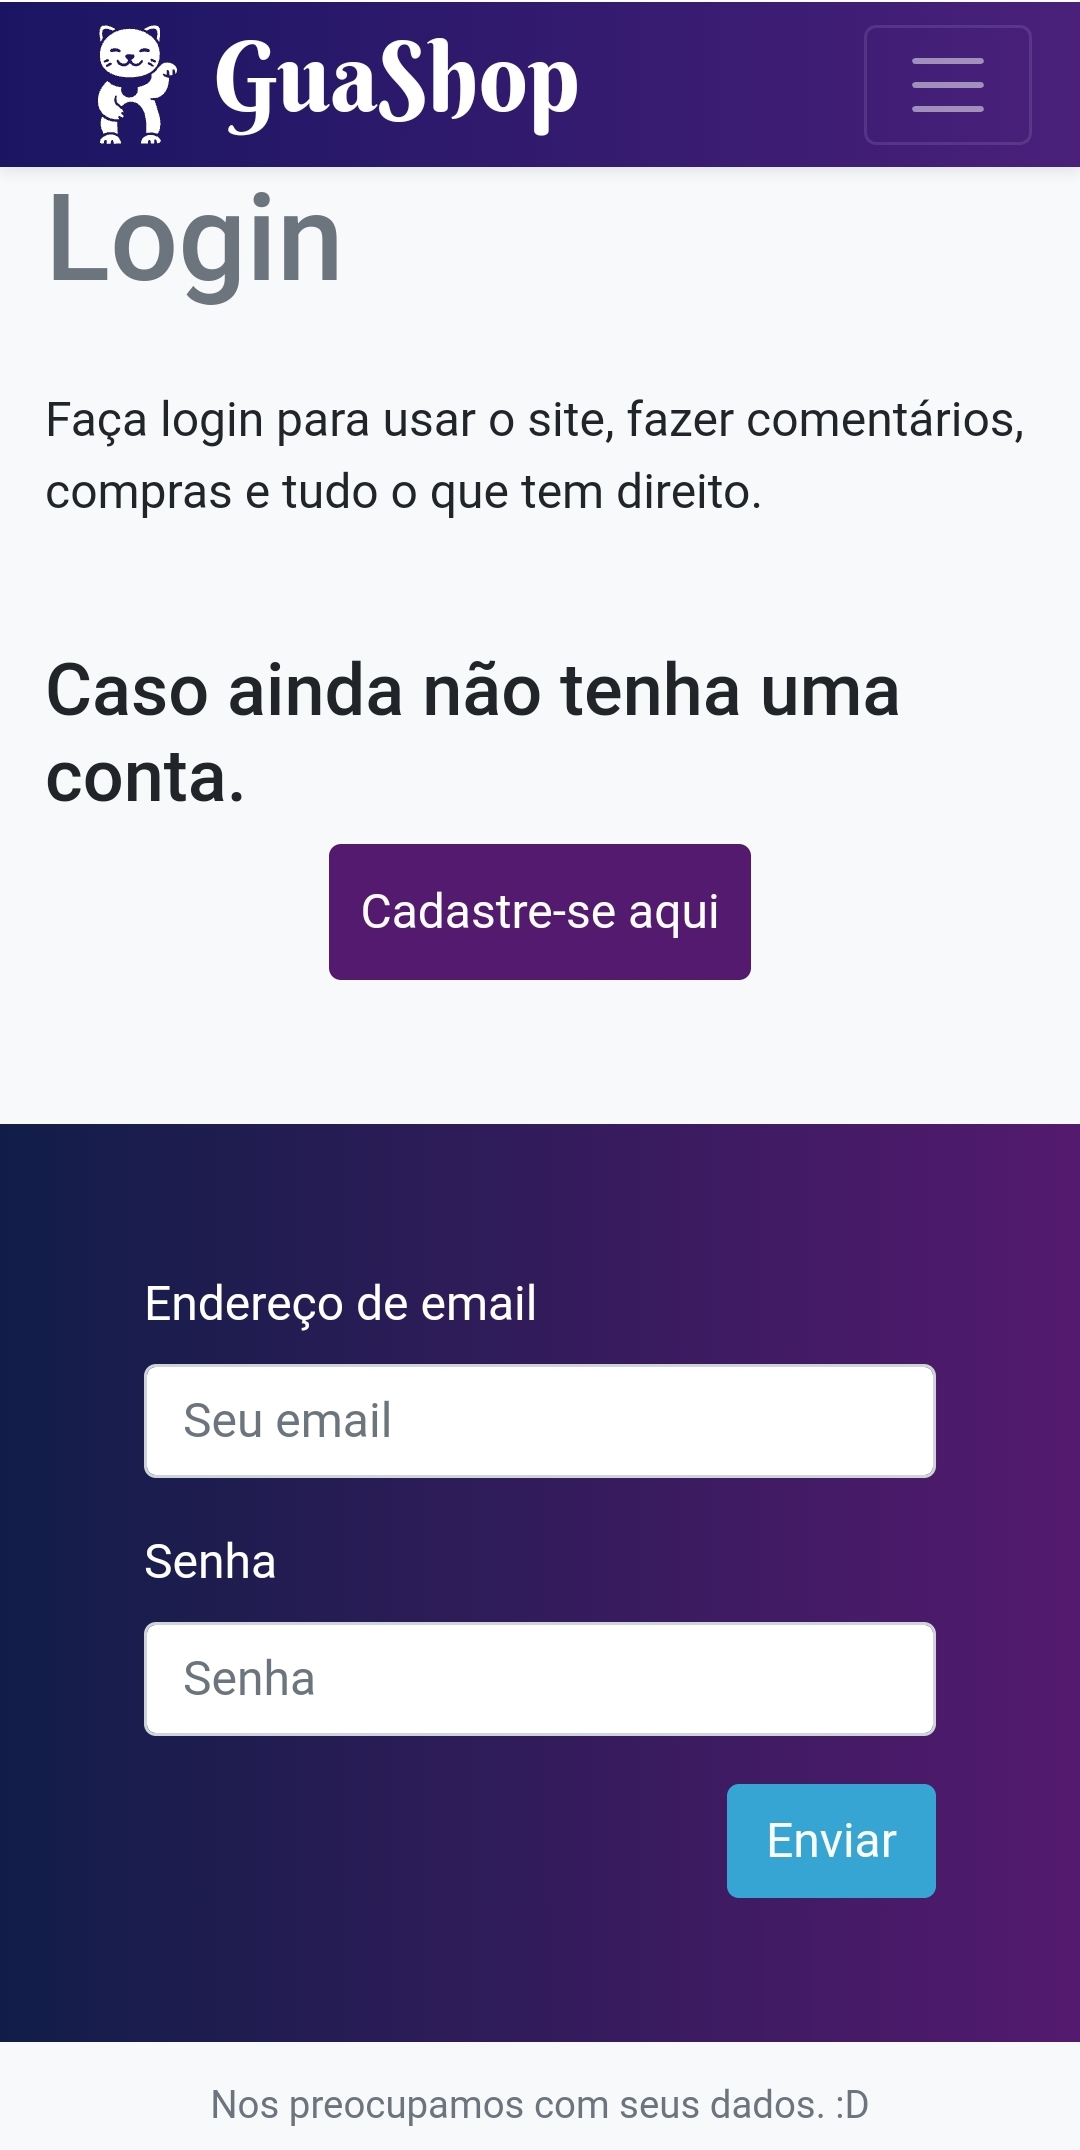 GuaShop
Login
Faça login para usar o site, fazer comentários,
compras e tudo o que tem direito.
Caso ainda não tenha uma
conta.
Cadastre-se aqui
Endereço de email
Seu email
Senha
Senha
Enviar
Nos preocupamos com seus dados. :D